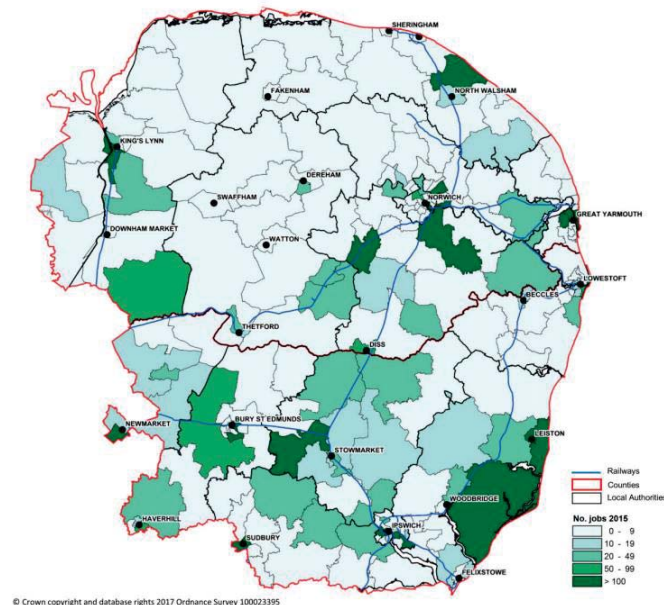 SHERINGHAM
NORTH WALSHAM
FAKENHAM
KING'S LYNN
DEREHAM
SWAFFHAM
NORWICH
GREAT YARMOUTH
DOWNHAM MARKET
WATTON
LOWESTOFT
BECCLES
THETFORD
DISS
NEWMARKET
BURY ST EDMUNDS
LEISTON
STOWMARKET
WOODBRIDGE
HAVERHILL
IPSWICH
SUDBURY
FELIXSTOWE
Railways
Counties
Local Authorities
No. jobs 2015
0 - 9
10 - 19
20 - 49
50 - 99
> 100
© Crown copyright and database rights 2017 Ordnance Survey 100023395